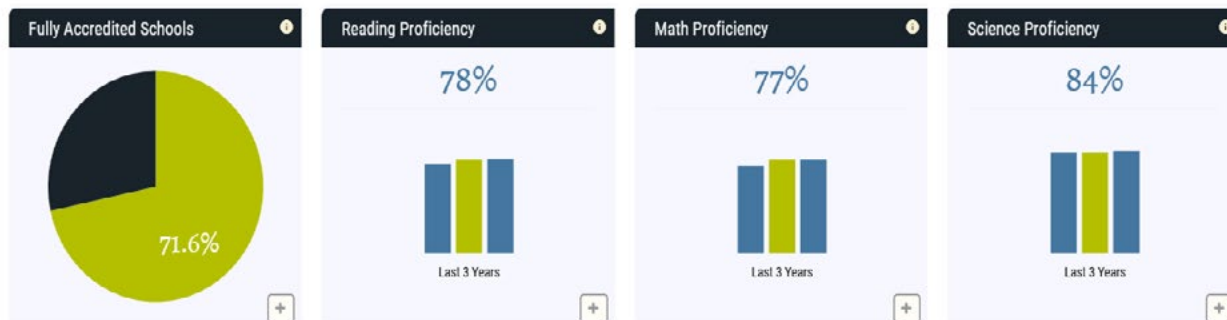 Fully Accredited Schools
71.6%
Reading Proficiency
78%
Last 3 Years
Math Proficiency
77%
Last 3 Years
Science Proficiency
84%
Last 3 Years